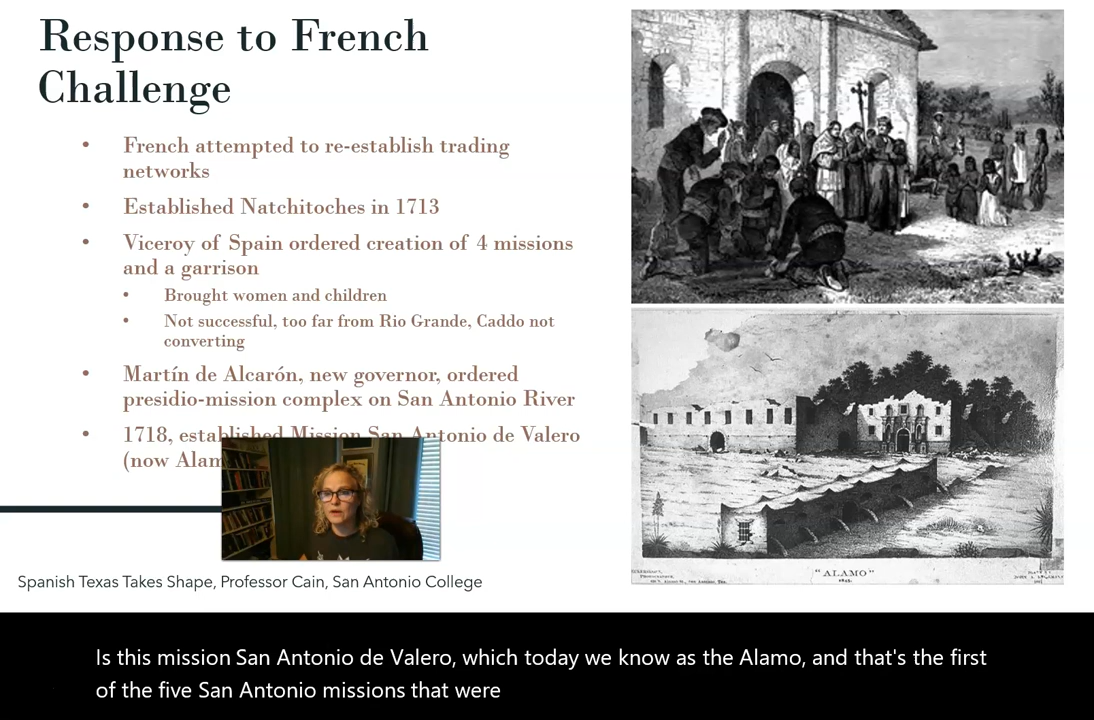 Response to French
Challenge
• French attempted to re-establish trading
networks
• Established Natchitoches in 1713
• Viceroy of Spain ordered creation of 4 missions
and a garrison
• Brought women and children
• Not successful, too far from Rio Grande, Caddo not
converting
• Martín de Alcarón, new governor, ordered
presidio-mission complex on San Antonio River
• 1718, established Mission San Antonio de Valero
(now Alam
"ALAMO"
Spanish Texas Takes Shape, Professor Cain, San Antonio College
Is this mission San Antonio de Valero, which today we know as the Alamo, and that's the first
of the five San Antonio missions that were